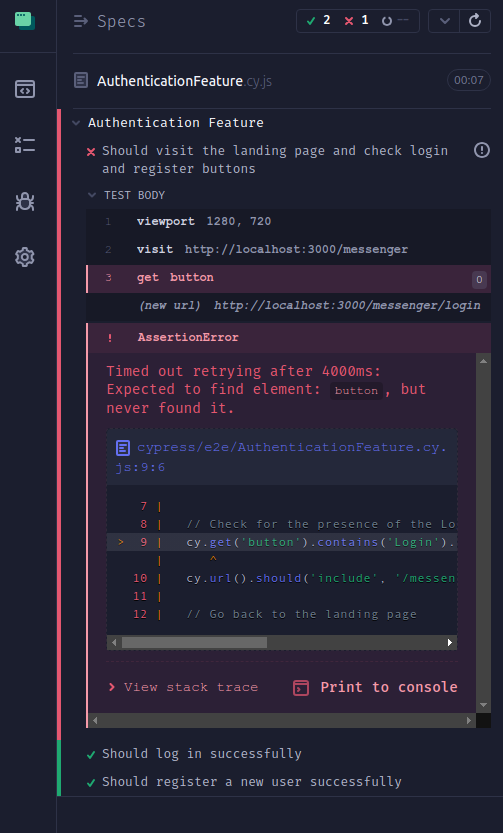 Specs
2
1
--
AuthenticationFeature.cy.js
00:07
Authentication Feature
Should visit the landing page and check login
and register buttons
TEST BODY
1 viewport 1280, 720
2 visit http://localhost:3000/messenger
3 get button 0
(new url) http://localhost:3000/messenger/login
! AssertionError
Timed out retrying after 4000ms:
Expected to find element: button, but
never found it.
cypress/e2e/AuthenticationFeature.cy.
js:9:6
7 |
8 | // Check for the presence of the Lo
> 9 | cy.get('button').contains('Login').
| ^
10 | cy.url().should('include', '/messen
11 |
12 | // Go back to the landing page
> View stack trace
Print to console
Should log in successfully
Should register a new user successfully